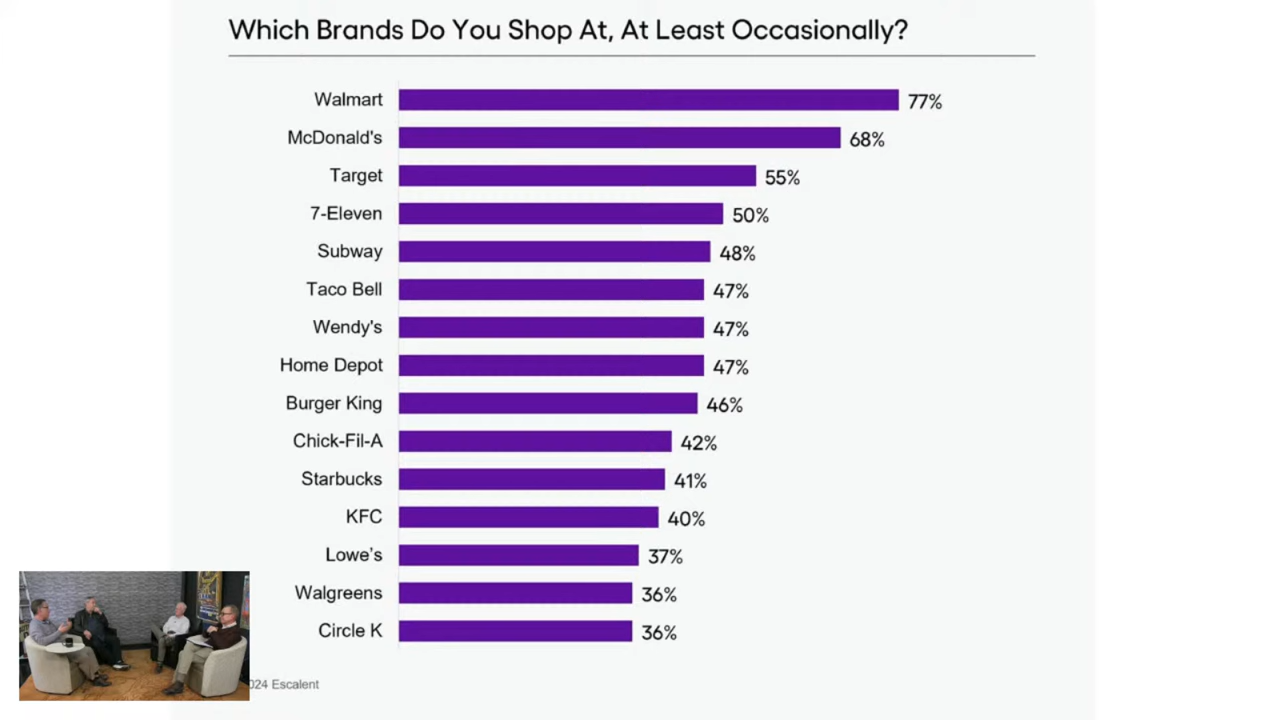 Which Brands Do You Shop At, At Least Occasionally?
Walmart 77%
McDonald's 68%
Target 55%
7-Eleven 50%
Subway 48%
Taco Bell 47%
Wendy's 47%
Home Depot 47%
Burger King 46%
Chick-Fil-A 42%
Starbucks 41%
KFC 40%
Lowe’s 37%
Walgreens 36%
Circle K 36%
024 Escalent